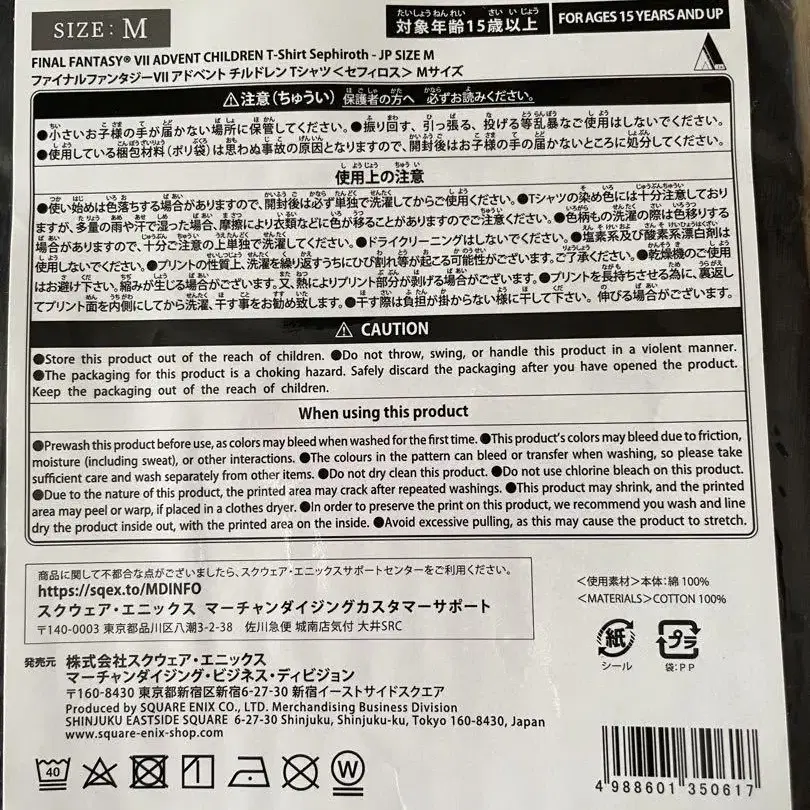 SIZE: M
対象年齢15歳以上
FOR AGES 15 YEARS AND UP
FINAL FANTASY® VII ADVENT CHILDREN T-Shirt Sephiroth - JP SIZE M
ファイナルファンタジーVII アドベント チルドレン Tシャツ＜セフィロス＞ Mサイズ
⚠注意(ちゅうい) 保護者の方へ 必ずお読みください。
●小さいお子様の手が届かない場所に保管してください。●振り回す、引っ張る、投げる等乱暴なご使用はしないでください。
●使用している梱包材料(ポリ袋)は思わぬ事故の原因となりますので、開封後はお子様の手の届かないところに処分してください。
使用上の注意
●使い始めは色落ちする場合がありますので、開封後は必ず単独で洗濯してからご使用ください。●Tシャツの染め色には十分注意しており
ますが、多量の雨や汗で湿った場合、摩擦により衣類などに色が移ることがありますのでご注意ください。●色柄もの洗濯の際は色移りする
場合がありますので、十分ご注意の上単独で洗濯してください。●ドライクリーニングはしないでください。●塩素系及び酸素系漂白剤は
使用しないでください。●プリントの性質上、洗濯を繰り返すうちにひび割れ等が起こる可能性がございます。ご了承ください。●乾燥機のご使用
はお避け下さい。縮みが生じる場合がございます。又、熱によりプリント部分が剥げる場合がございます。●プリントを長持ちさせる為に、裏返し
てプリント面を内側にしてから洗濯、干す事をお勧め致します。●干す際は負担が掛からない様に干して下さい。伸びる場合がございます。
⚠ CAUTION
●Store this product out of the reach of children. ●Do not throw, swing, or handle this product in a violent manner.
●The packaging for this product is a choking hazard. Safely discard the packaging after you have opened the product.
Keep the packaging out of the reach of children.
When using this product
●Prewash this product before use, as colors may bleed when washed for the first time. ●This product's colors may bleed due to friction,
moisture (including sweat), or other interactions. ●The colours in the pattern can bleed or transfer when washing, so please take
sufficient care and wash separately from other items. ●Do not dry clean this product. ●Do not use chlorine bleach on this product.
●Due to the nature of this product, the printed area may crack after repeated washings. ●This product may shrink, and the printed
area may peel or warp, if placed in a clothes dryer. ●In order to preserve the print on this product, we recommend you wash and line
dry the product inside out, with the printed area on the inside. ●Avoid excessive pulling, as this may cause the product to stretch.
商品に関して不都合な点がございましたら、スクウェア・エニックスサポートセンターをご利用ください。
https://sqex.to/MDINFO
スクウェア・エニックス マーチャンダイジングカスタマーサポート
〒140-0003 東京都品川区八潮3-2-38 佐川急便 城南店気付 大井SRC
＜使用素材＞本体:綿 100%
＜MATERIALS＞COTTON 100%
紙
シール
プラ
袋:PP
発売元 株式会社スクウェア・エニックス
マーチャンダイジング・ビジネス・ディビジョン
〒160-8430 東京都新宿区新宿6-27-30 新宿イーストサイドスクエア
Produced by SQUARE ENIX CO., LTD. Merchandising Business Division
SHINJUKU EASTSIDE SQUARE 6-27-30 Shinjuku, Shinjuku-ku, Tokyo 160-8430, Japan
www.square-enix-shop.com
40
W
4 988601 350617